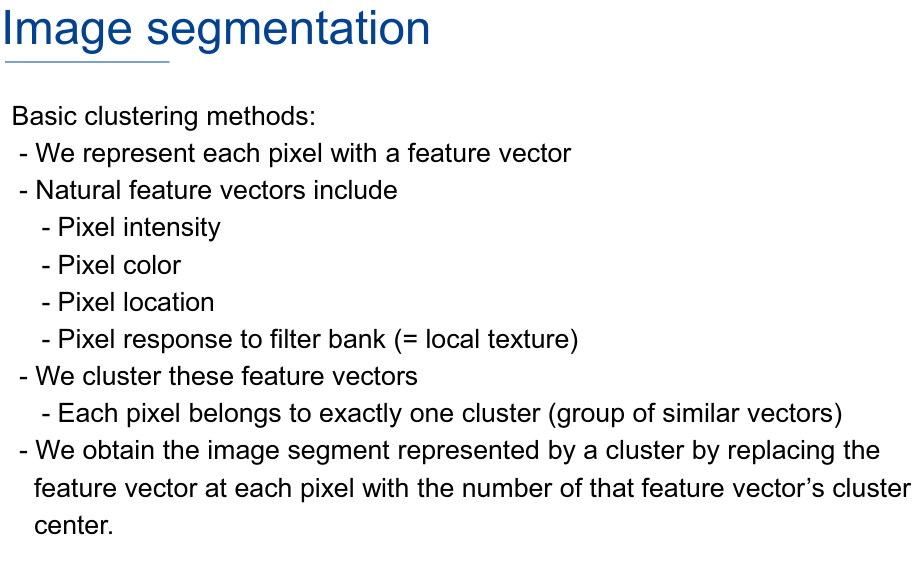 Image segmentation
Basic clustering methods:
- We represent each pixel with a feature vector
- Natural feature vectors include
- Pixel intensity
- Pixel color
- Pixel location
- Pixel response to filter bank (= local texture)
- We cluster these feature vectors
- Each pixel belongs to exactly one cluster (group of similar vectors)
- We obtain the image segment represented by a cluster by replacing the
feature vector at each pixel with the number of that feature vector’s cluster
center.